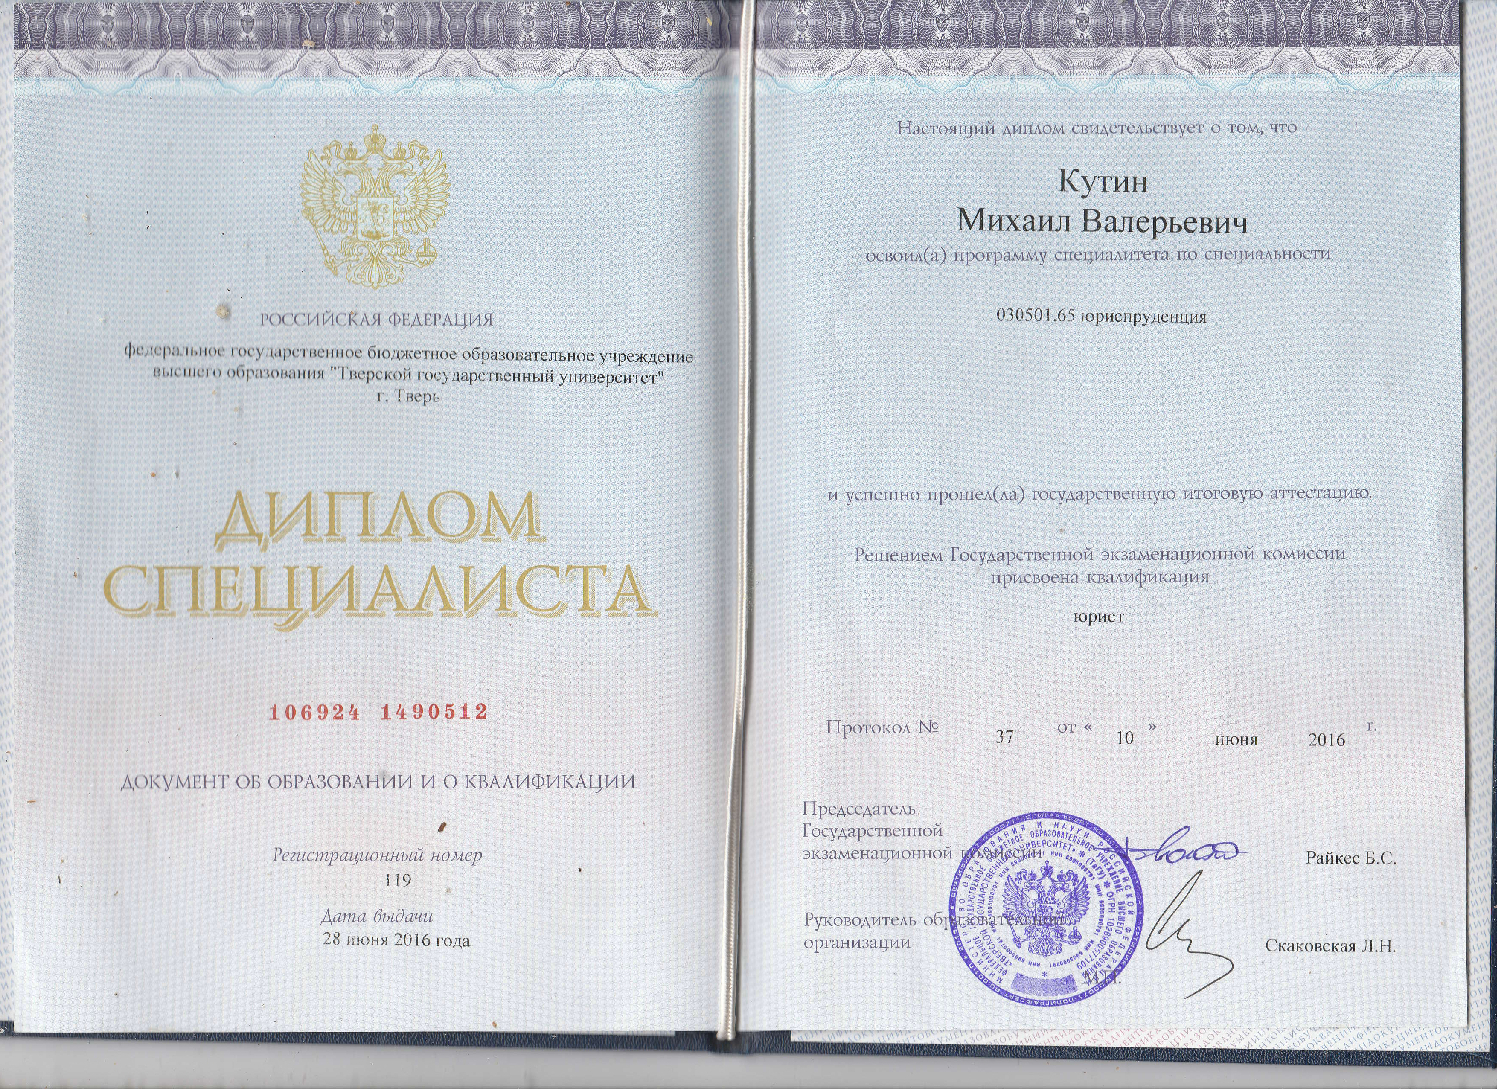 РОССИЙСКАЯ ФЕДЕРАЦИЯ
федеральное государственное бюджетное образовательное учреждение
высшего образования "Тверской государственный университет"
г. Тверь
ДИПЛОМ
СПЕЦИАЛИСТА
106924 1490512
ДОКУМЕНТ ОБ ОБРАЗОВАНИИ И О КВАЛИФИКАЦИИ
Регистрационный номер
119
Дата выдачи
28 июня 2016 года
Настоящий диплом свидетельствует о том, что
Кутин
Михаил Валерьевич
освоил(а) программу специалитета по специальности
030501.65 юриспруденция
и успешно прошел(ла) государственную итоговую аттестацию.
Решением Государственной экзаменационной комиссии
присвоена квалификация
юрист
Протокол № 37 от « 10 » июня 2016 г.
Председатель
Государственной
экзаменационной комиссии
Райкес Б.С.
Руководитель образовательной
организации
Скаковская Л.Н.
М.П.